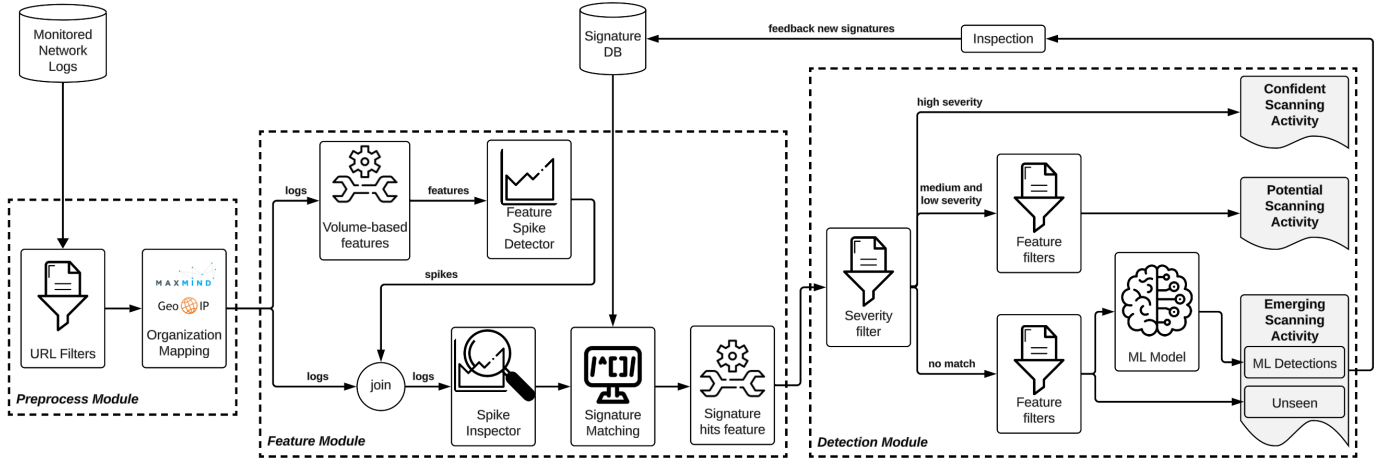 Monitored
Network
Logs
Signature
DB
feedback new signatures
Inspection
URL Filters
MAXMIND
Geo IP
Organization
Mapping
Preprocess Module
logs
Volume-based
features
features
Feature
Spike
Detector
spikes
logs
join
logs
Spike
Inspector
/^[]/
Signature
Matching
Signature
hits feature
Feature Module
Severity
filter
high severity
medium and
low severity
no match
Feature
filters
Feature
filters
ML Model
Confident
Scanning
Activity
Potential
Scanning
Activity
Emerging
Scanning
Activity
ML Detections
Unseen
Detection Module